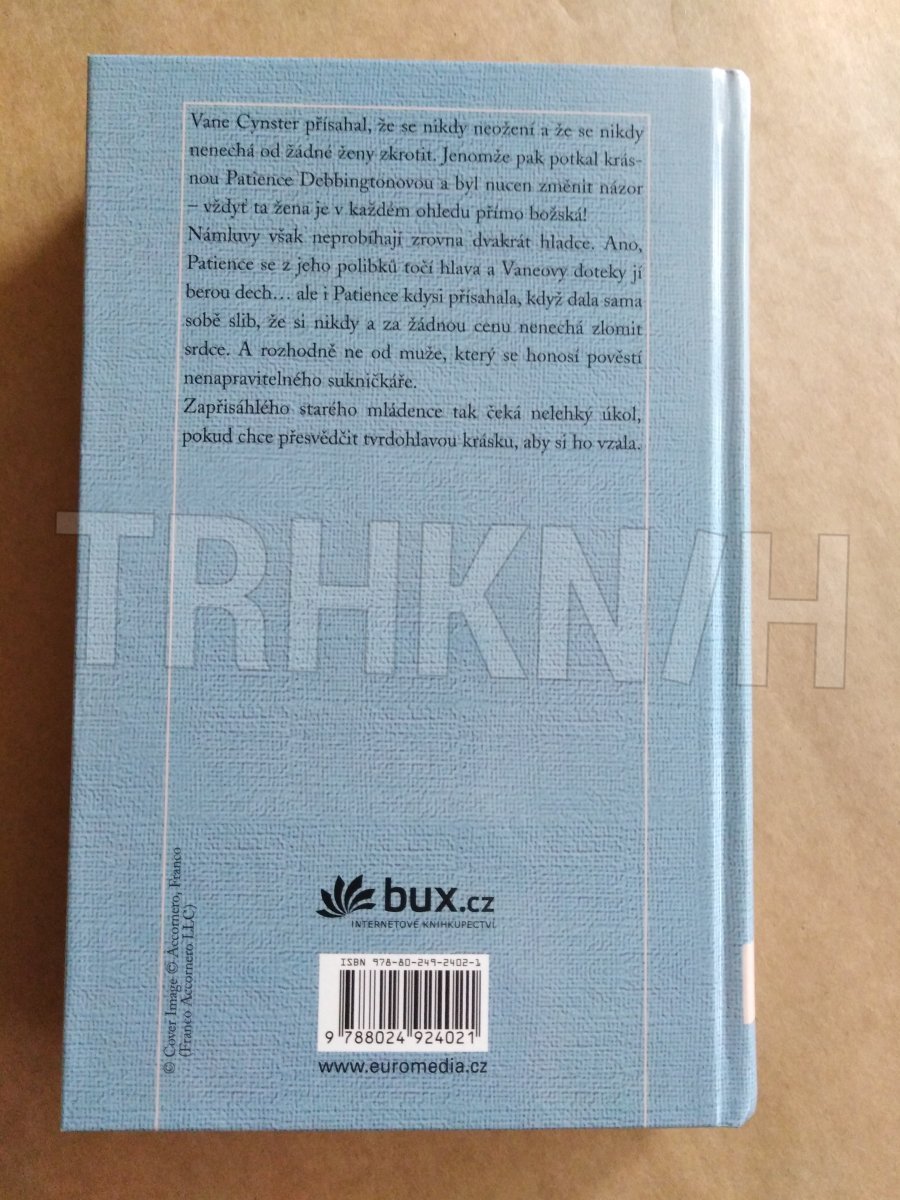 Vane Cynster přísahal, že se nikdy neožení a že se nikdy
nenechá od žádné ženy zkrotit. Jenomže pak potkal krás-
nou Patience Debbingtonovou a byl nucen změnit názor
– vždyť ta žena je v každém ohledu přímo božská!
Námluvy však neprobíhají zrovna dvakrát hladce. Ano,
Patience se z jeho polibků točí hlava a Vaneovy doteky jí
berou dech... ale i Patience kdysi přísahala, když dala sama
sobě slib, že si nikdy a za žádnou cenu nenechá zlomit
srdce. A rozhodně ne od muže, který se honosí pověstí
nenapravitelného sukničkáře.
Zapřisáhlého starého mládence tak čeká nelehký úkol,
pokud chce přesvědčit tvrdohlavou krásku, aby si ho vzala.
TRHKNIH
© Cover Image © Accornero, Franco
(Franco Accornero LLC)
bux.cz
INTERNETOVÉ KNIHKUPECTVÍ
ISBN 978-80-249-2402-1
9 788024 924021
www.euromedia.cz